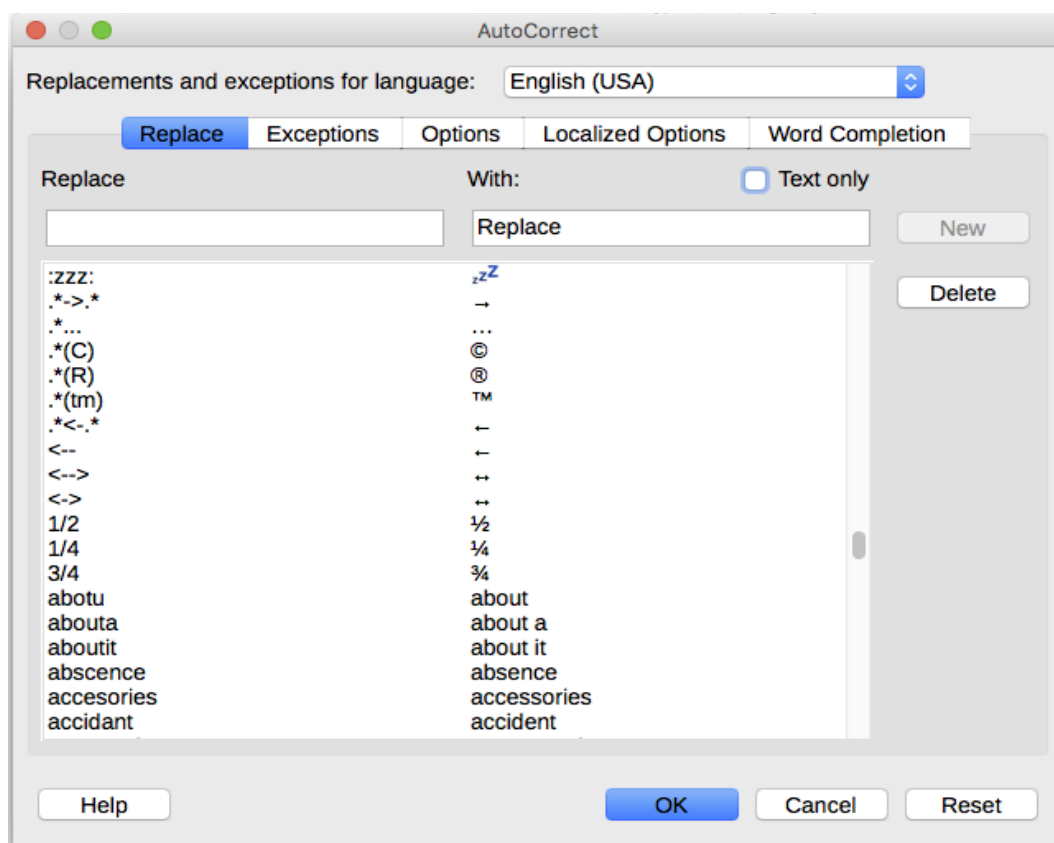 AutoCorrect
Replacements and exceptions for language: English (USA)
Replace Exceptions Options Localized Options Word Completion
Replace With: Text only
Replace New
:zzz: zzZ
.*->.* →
.*... …
.*(C) ©
.*(R) ®
.*(tm) ™
.*<-.* ←
<-- ←
<--> ↔
<-> ↔
1/2 ½
1/4 ¼
3/4 ¾
abotu about
abouta about a
aboutit about it
abscence absence
accesories accessories
accidant accident
Delete
Help OK Cancel Reset